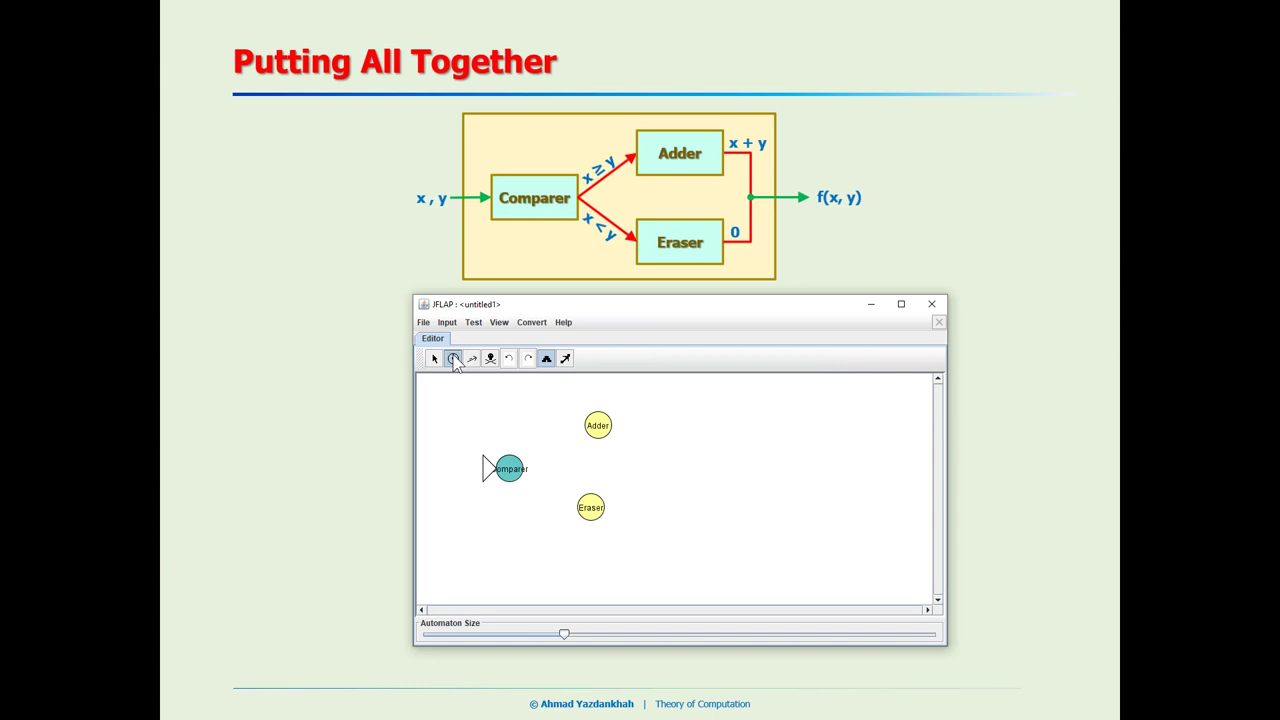 Putting All Together
x + y
Adder
x ≥ y
x , y
Comparer
f(x, y)
x < y
0
Eraser
JFLAP : <untitled1>
File Input Test View Convert Help
Editor
Adder
omparer
Eraser
Automaton Size
© Ahmad Yazdankhah | Theory of Computation